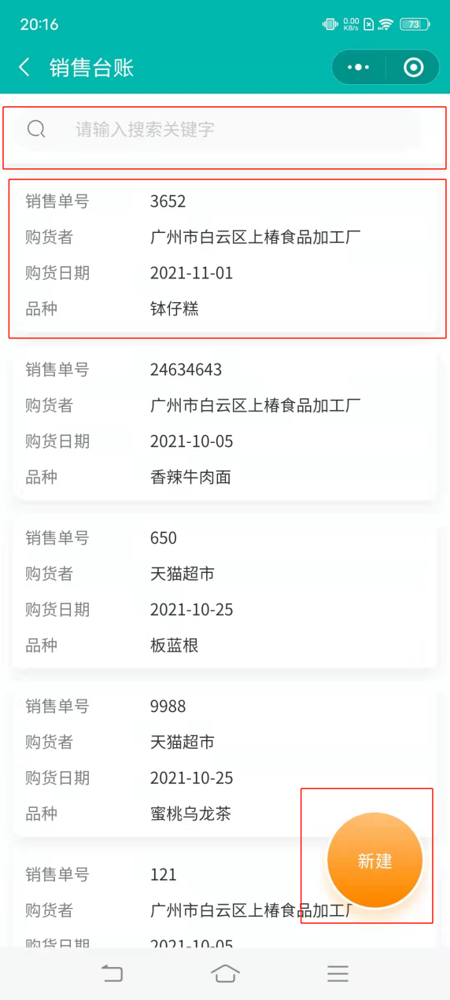 20:16
0.00 KB/s
73
销售台账
请输入搜索关键字
销售单号 3652
购货者 广州市白云区上椿食品加工厂
购货日期 2021-11-01
品种 钵仔糕
销售单号 24634643
购货者 广州市白云区上椿食品加工厂
购货日期 2021-10-05
品种 香辣牛肉面
销售单号 650
购货者 天猫超市
购货日期 2021-10-25
品种 板蓝根
销售单号 9988
购货者 天猫超市
购货日期 2021-10-25
品种 蜜桃乌龙茶
新建
销售单号 121
购货者 广州市白云区上椿食品加工厂
购货日期 2021-10-05